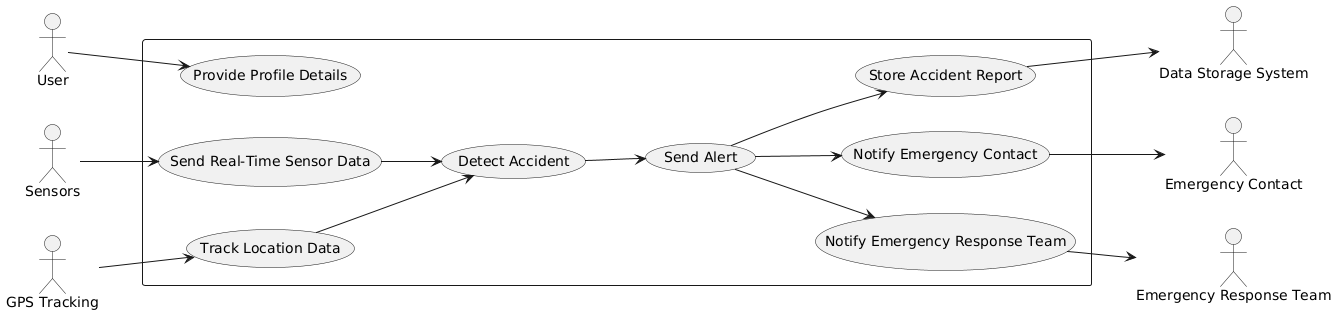 User
Sensors
GPS Tracking
Provide Profile Details
Send Real-Time Sensor Data
Track Location Data
Detect Accident
Send Alert
Store Accident Report
Notify Emergency Contact
Notify Emergency Response Team
Data Storage System
Emergency Contact
Emergency Response Team